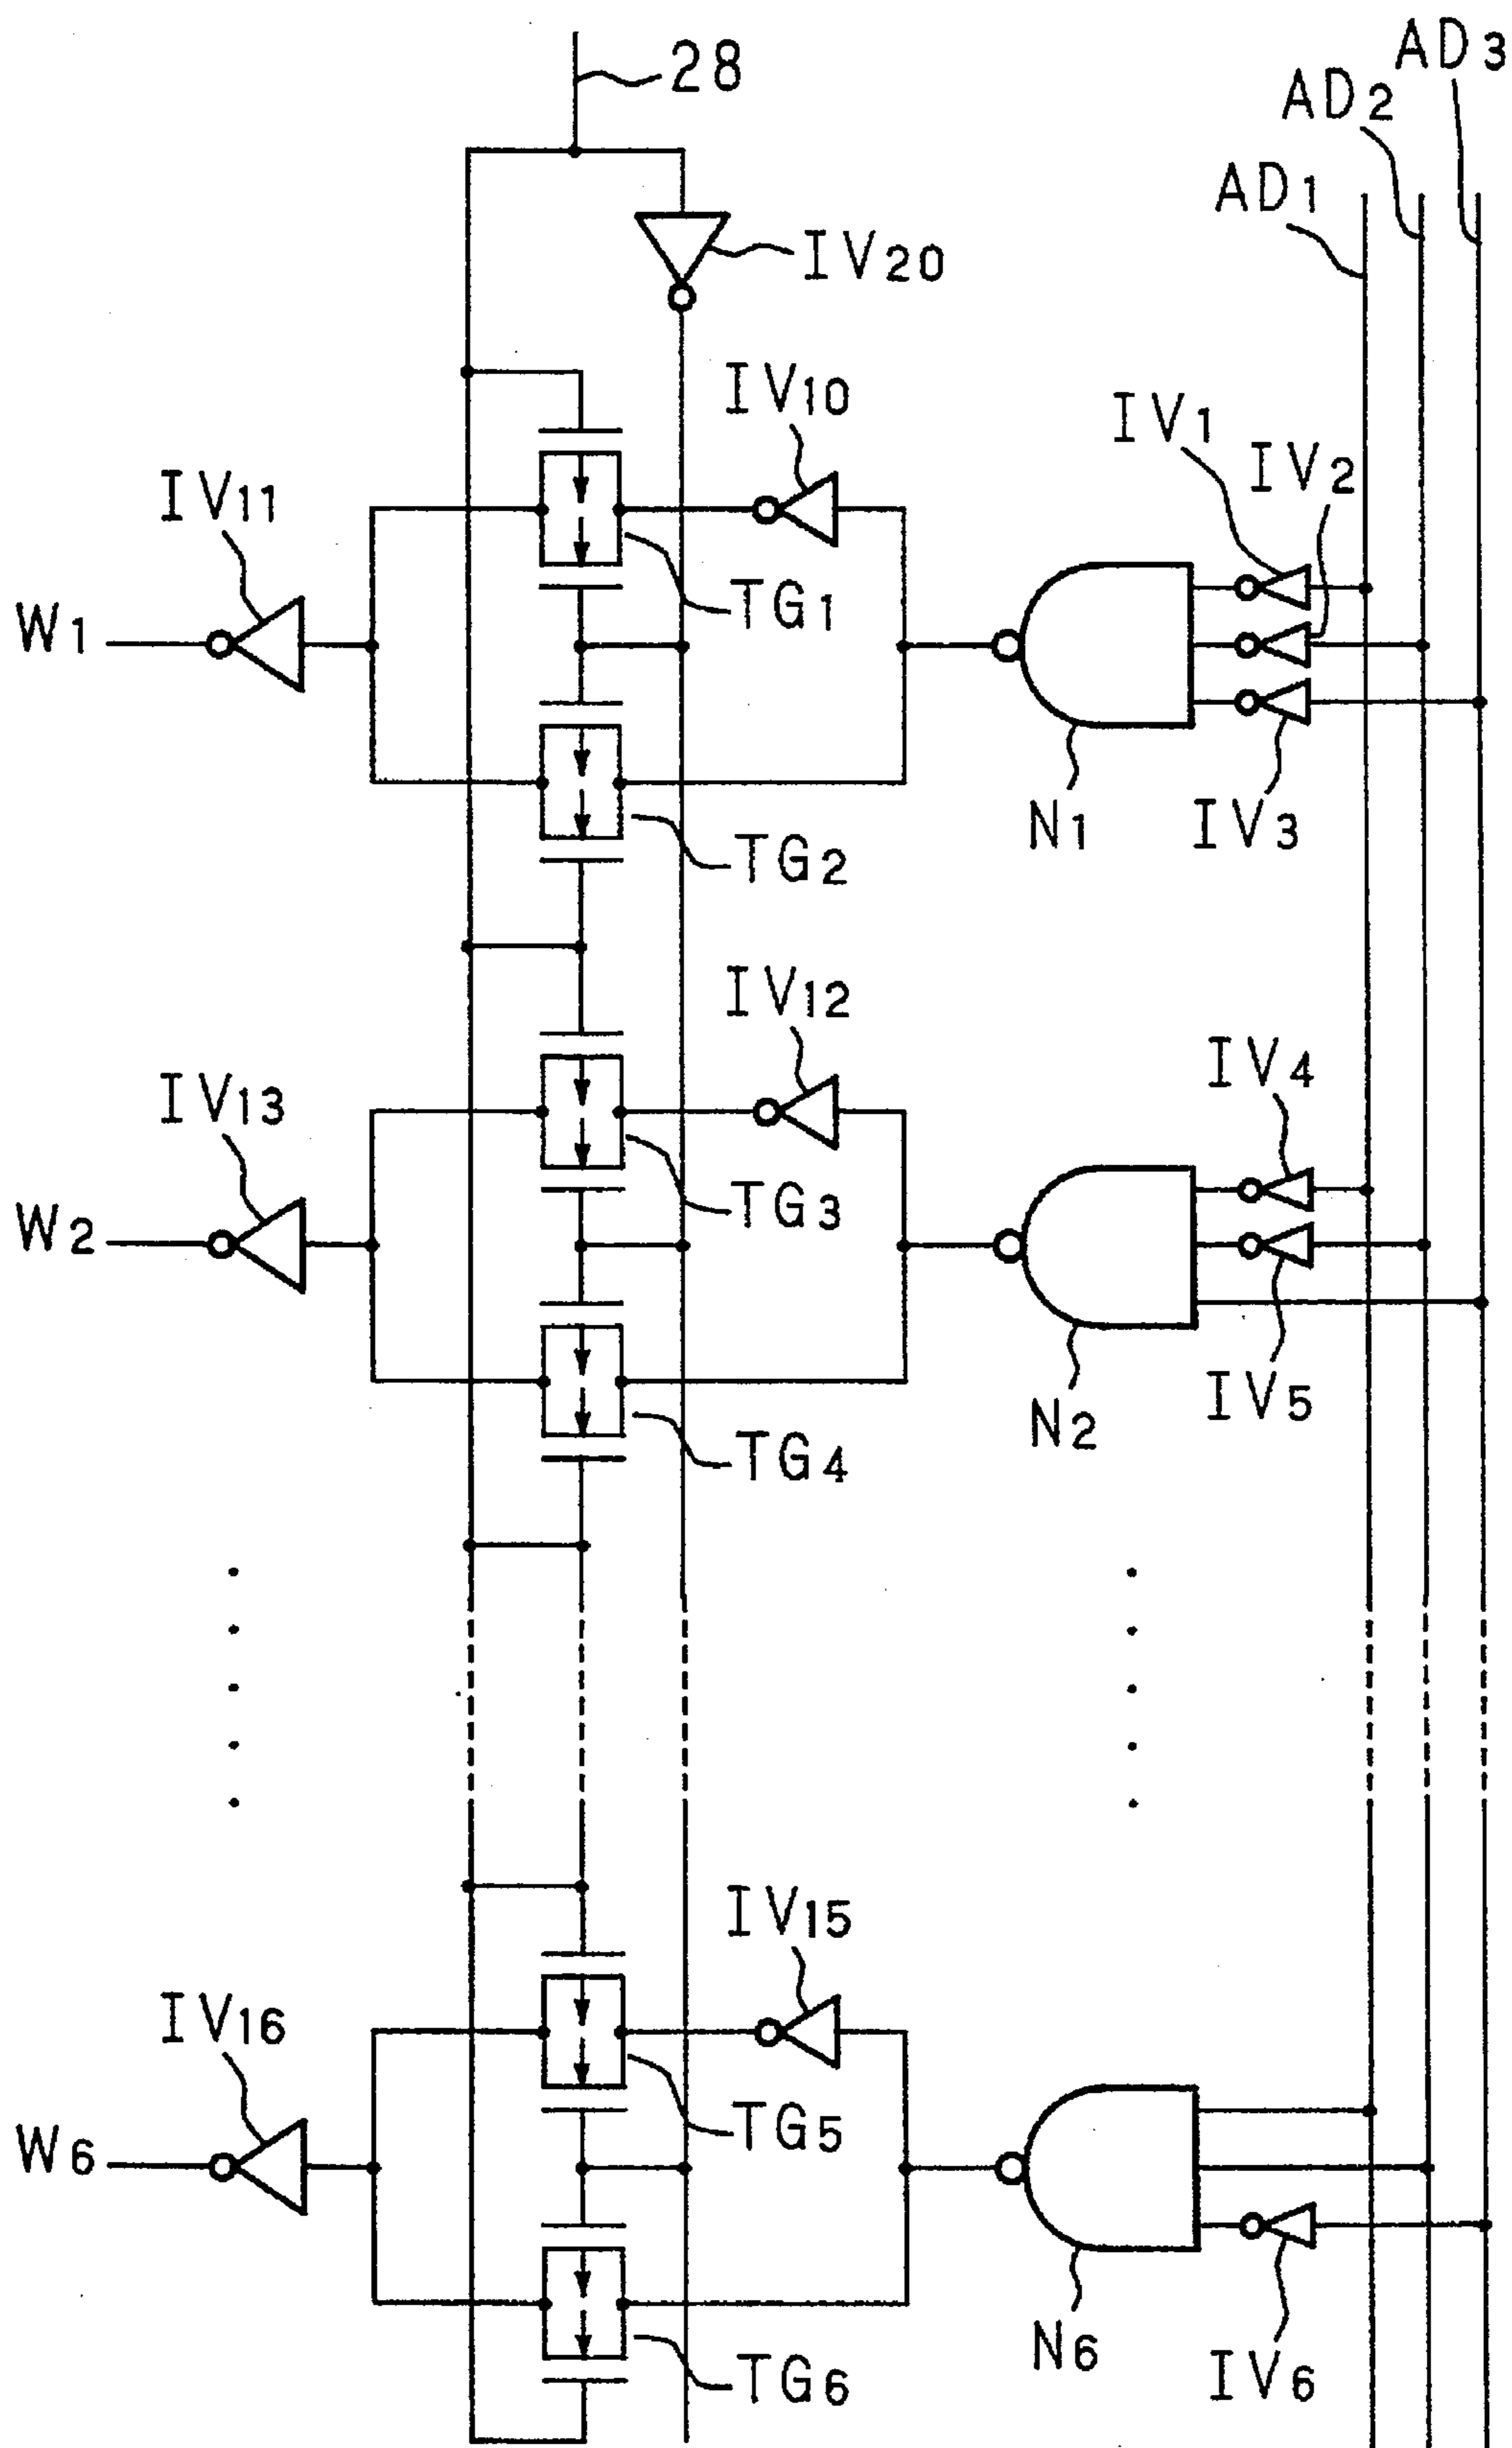 28
AD3
AD2
AD1
IV20
IV10
IV1
IV2
IV11
TG1
W1
N1
IV3
TG2
IV12
IV4
IV13
TG3
W2
IV5
N2
TG4
IV15
IV16
TG5
W6
N6
IV6
TG6